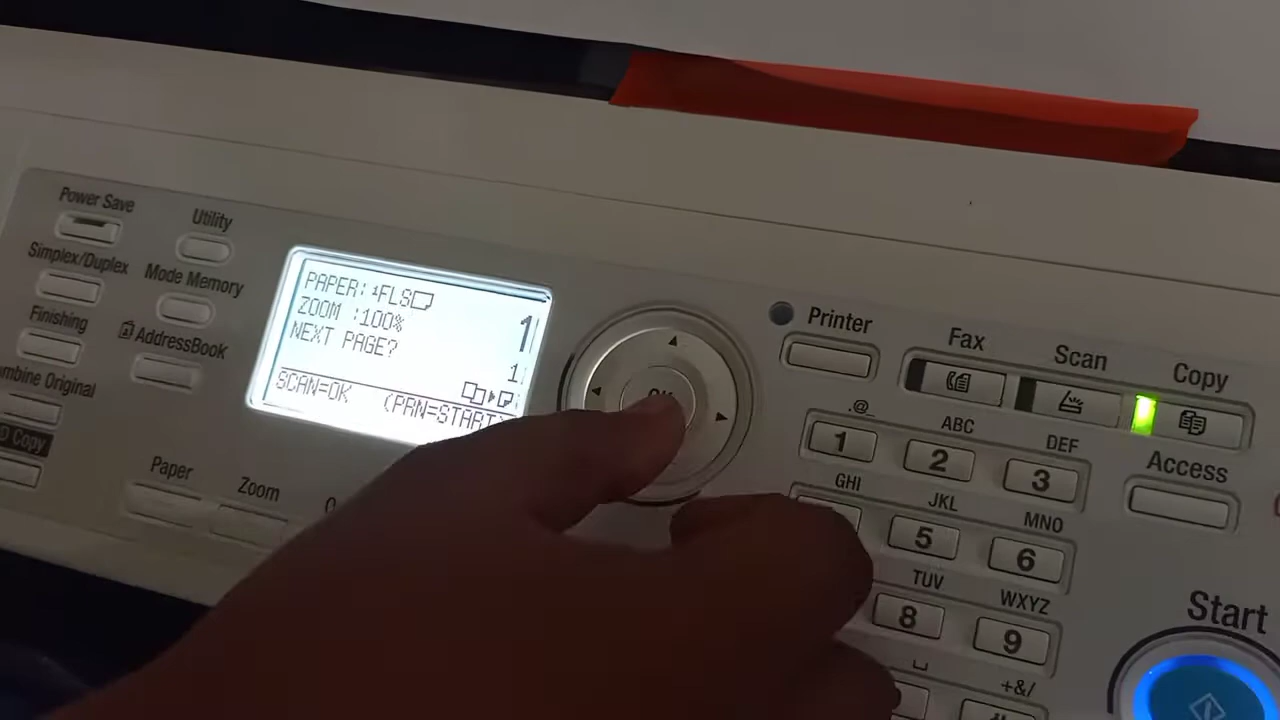 Power Save
Utility
Simplex/Duplex
Mode Memory
Finishing
AddressBook
mbine Original
D Copy
Paper
Zoom
PAPER: 1FLS
ZOOM :100%
NEXT PAGE?
1
1
SCAN=OK (PRN=START)
OK
Printer
Fax
Scan
Copy
Access
.@_
ABC
DEF
1
2
3
GHI
JKL
MNO
5
6
TUV
WXYZ
8
9
+&/
Start